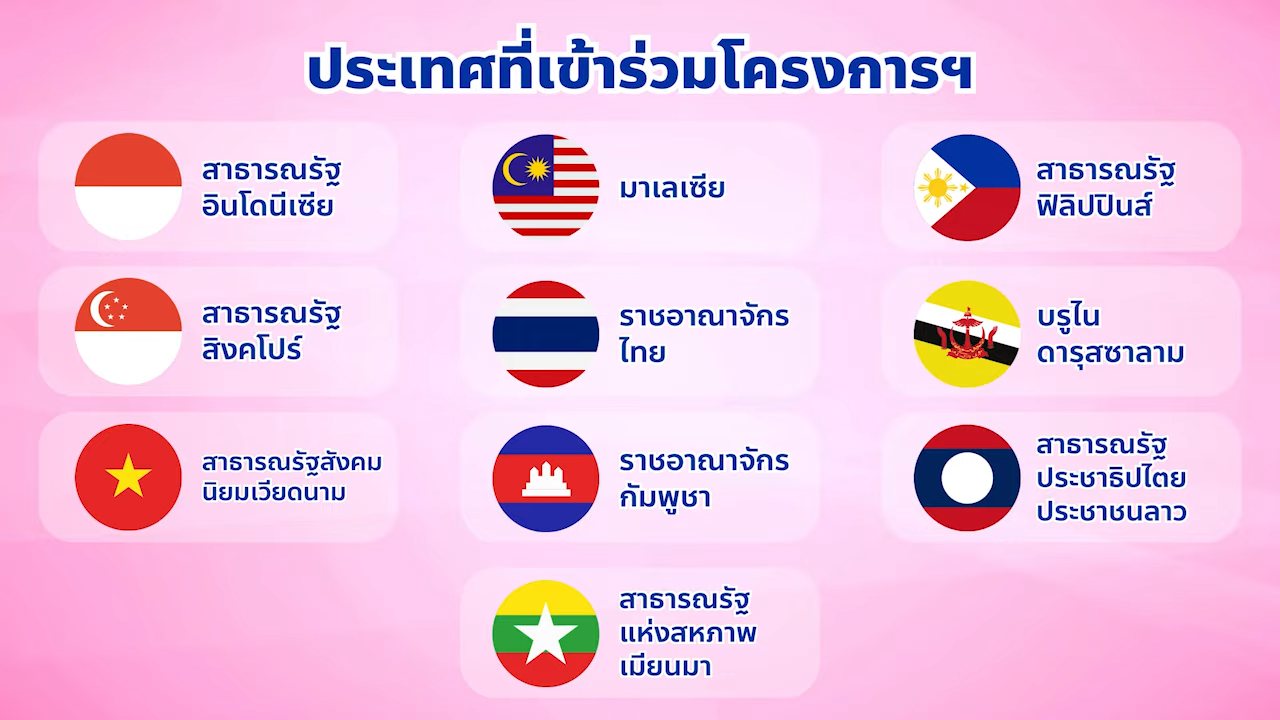 ประเทศที่เข้าร่วมโครงการฯ
สาธารณรัฐ
อินโดนีเซีย
มาเลเซีย
สาธารณรัฐ
ฟิลิปปินส์
สาธารณรัฐ
สิงคโปร์
ราชอาณาจักร
ไทย
บรูไน
ดารุสซาลาม
สาธารณรัฐสังคม
นิยมเวียดนาม
ราชอาณาจักร
กัมพูชา
สาธารณรัฐ
ประชาธิปไตย
ประชาชนลาว
สาธารณรัฐ
แห่งสหภาพ
เมียนมา